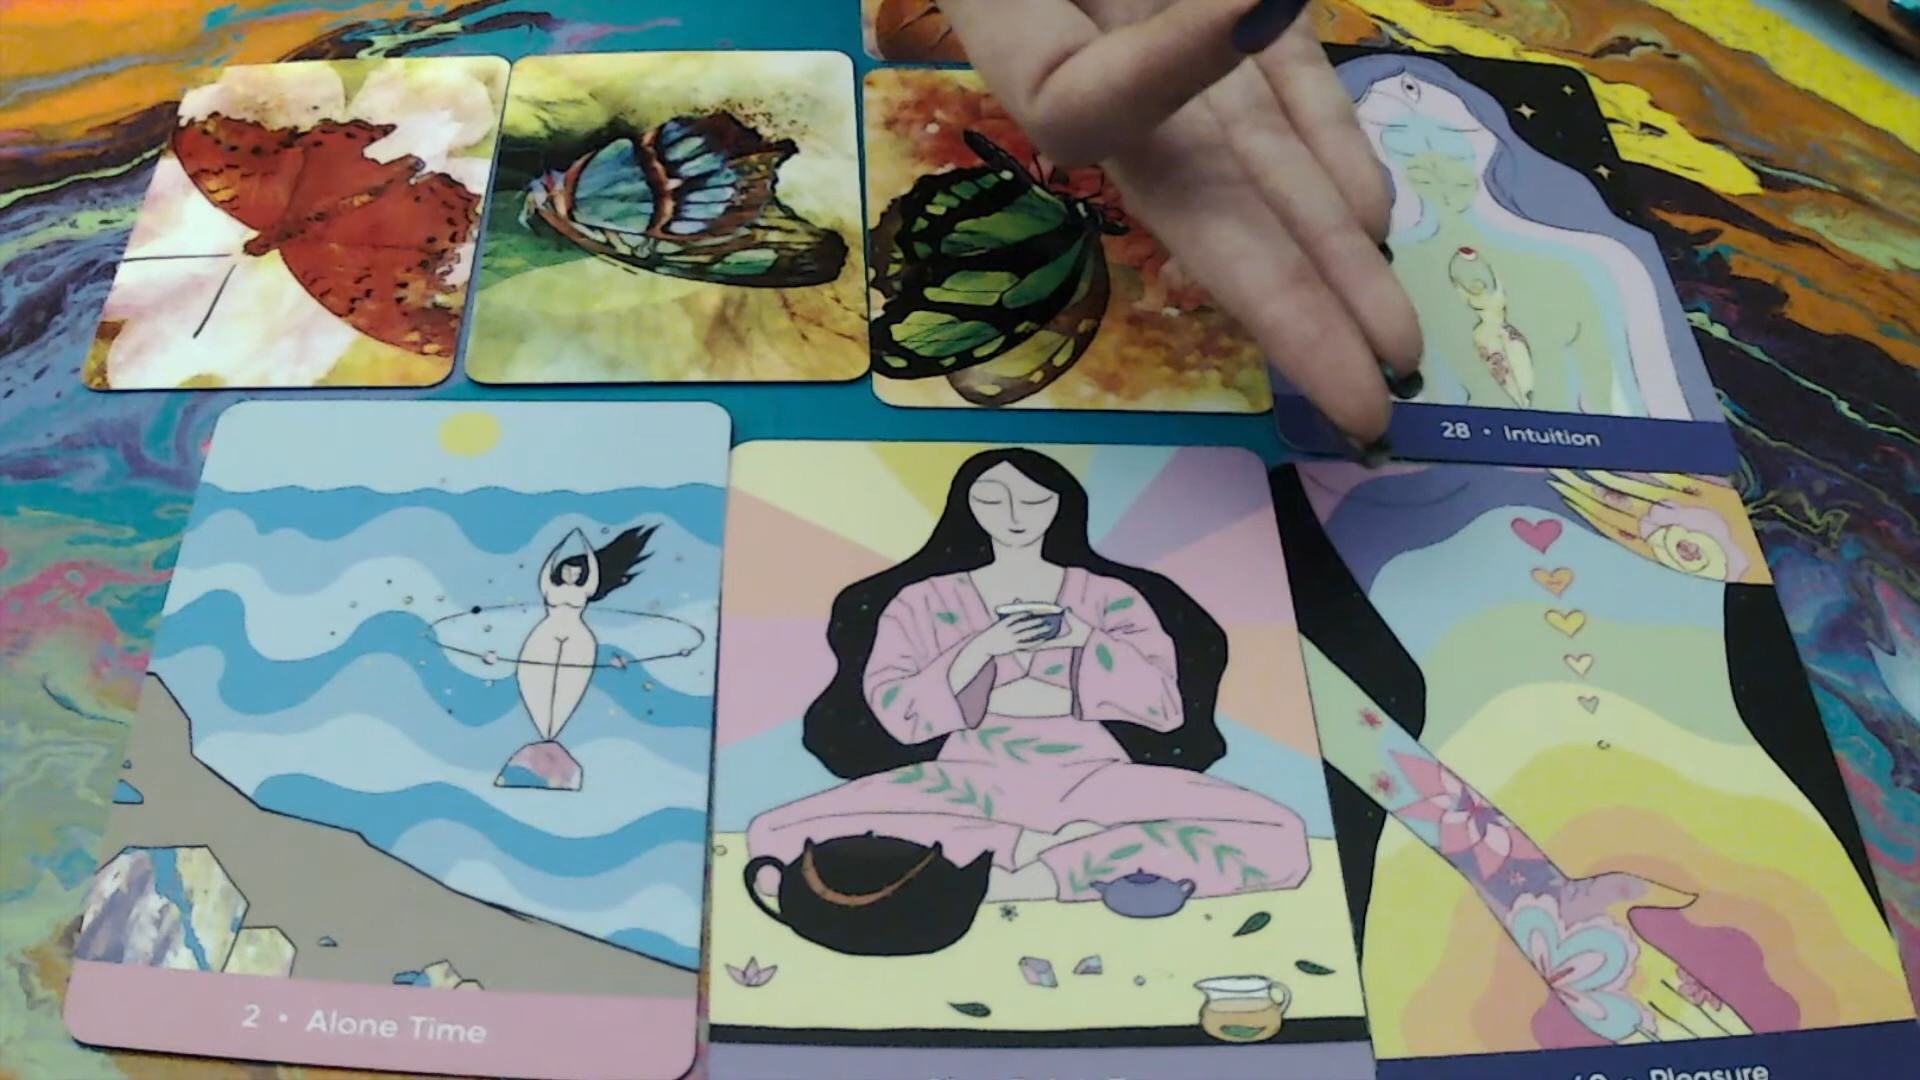 28 • Intuition
2 • Alone Time
• Pleasure